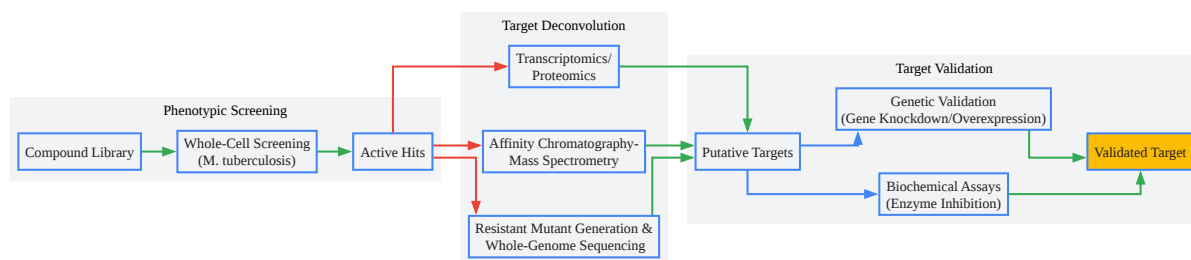 Target Deconvolution
Transcriptomics/
Proteomics
Target Validation
Phenotypic Screening
Genetic Validation
(Gene Knockdown/Overexpression)
Compound Library
Whole-Cell Screening
(M. tuberculosis)
Active Hits
Affinity Chromatography-
Mass Spectrometry
Putative Targets
Validated Target
Biochemical Assays
(Enzyme Inhibition)
Resistant Mutant Generation &
Whole-Genome Sequencing